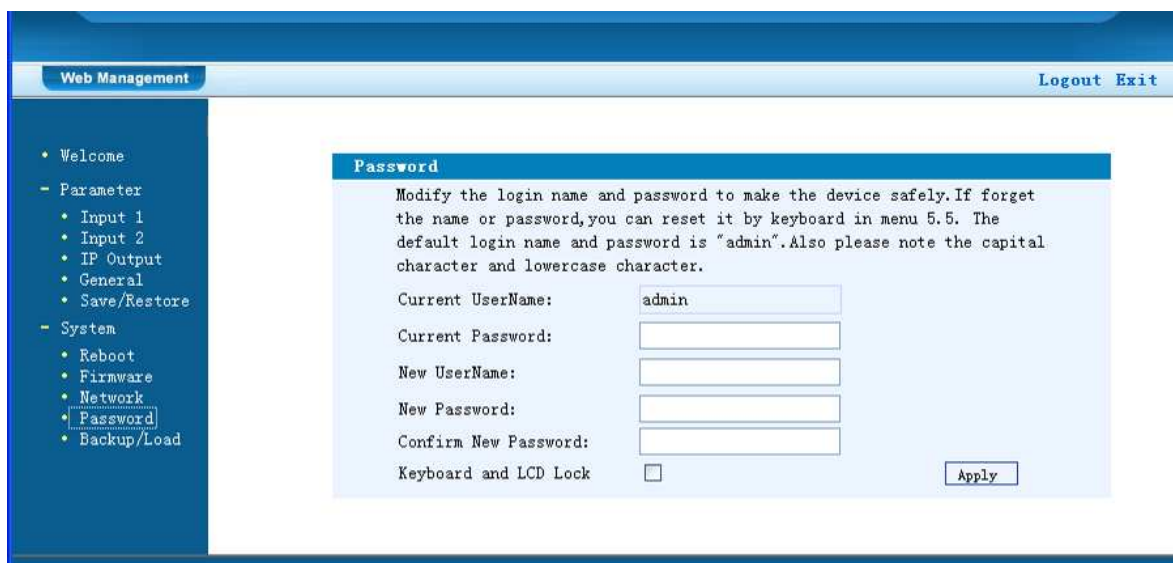 Web Management
Logout Exit
Welcome
Parameter
Input 1
Input 2
IP Output
General
Save/Restore
System
Reboot
Firmware
Network
Password
Backup/Load
Password
Modify the login name and password to make the device safely.If forget
the name or password,you can reset it by keyboard in menu 5.5. The
default login name and password is "admin".Also please note the capital
character and lowercase character.
Current UserName: admin
Current Password:
New UserName:
New Password:
Confirm New Password:
Keyboard and LCD Lock
Apply